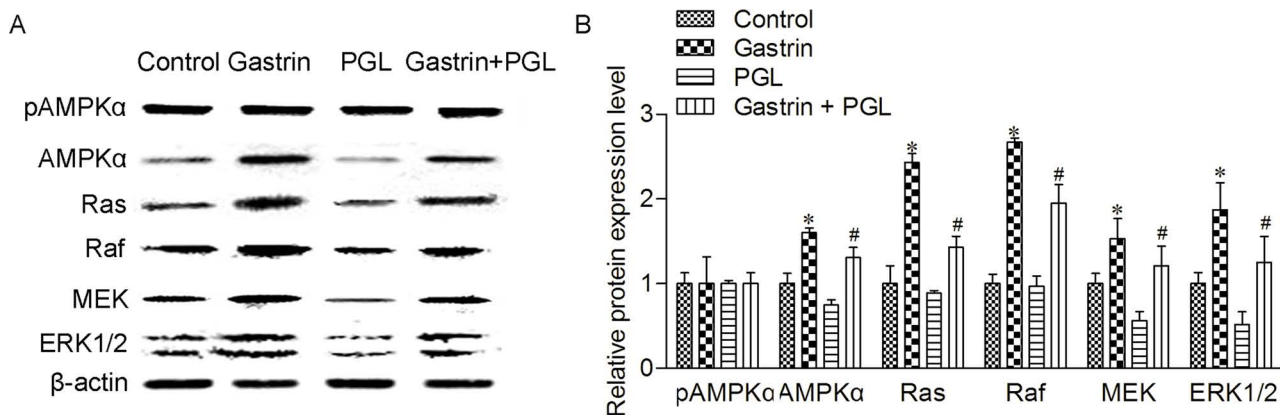 A
Control Gastrin PGL Gastrin+PGL
pAMPKα
AMPKα
Ras
Raf
MEK
ERK1/2
β-actin
B
Control
Gastrin
PGL
Gastrin + PGL
Relative protein expression level
3
2
1
0
*
#
*
#
*
#
*
#
*
#
pAMPKα AMPKα Ras Raf MEK ERK1/2